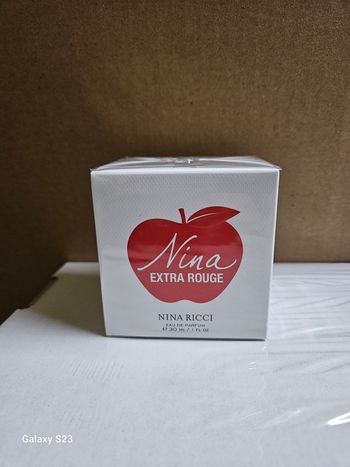 Nina
EXTRA ROUGE
NINA RICCI
EAU DE PARFUM
℮ 30 ML / 1 FL OZ
Galaxy S23